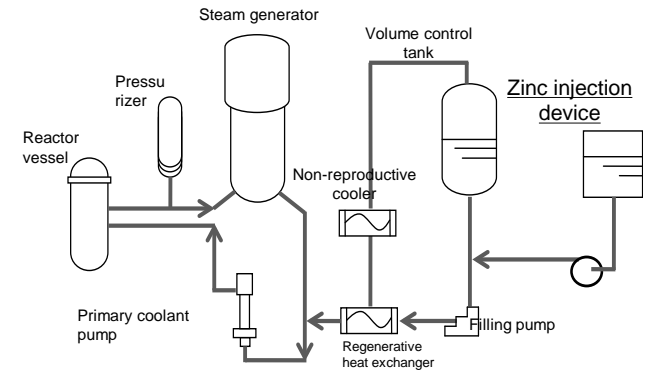 Steam generator
Volume control
tank
Pressu
rizer
Zinc injection
device
Reactor
vessel
Non-reproductive
cooler
Primary coolant
pump
Filling pump
Regenerative
heat exchanger